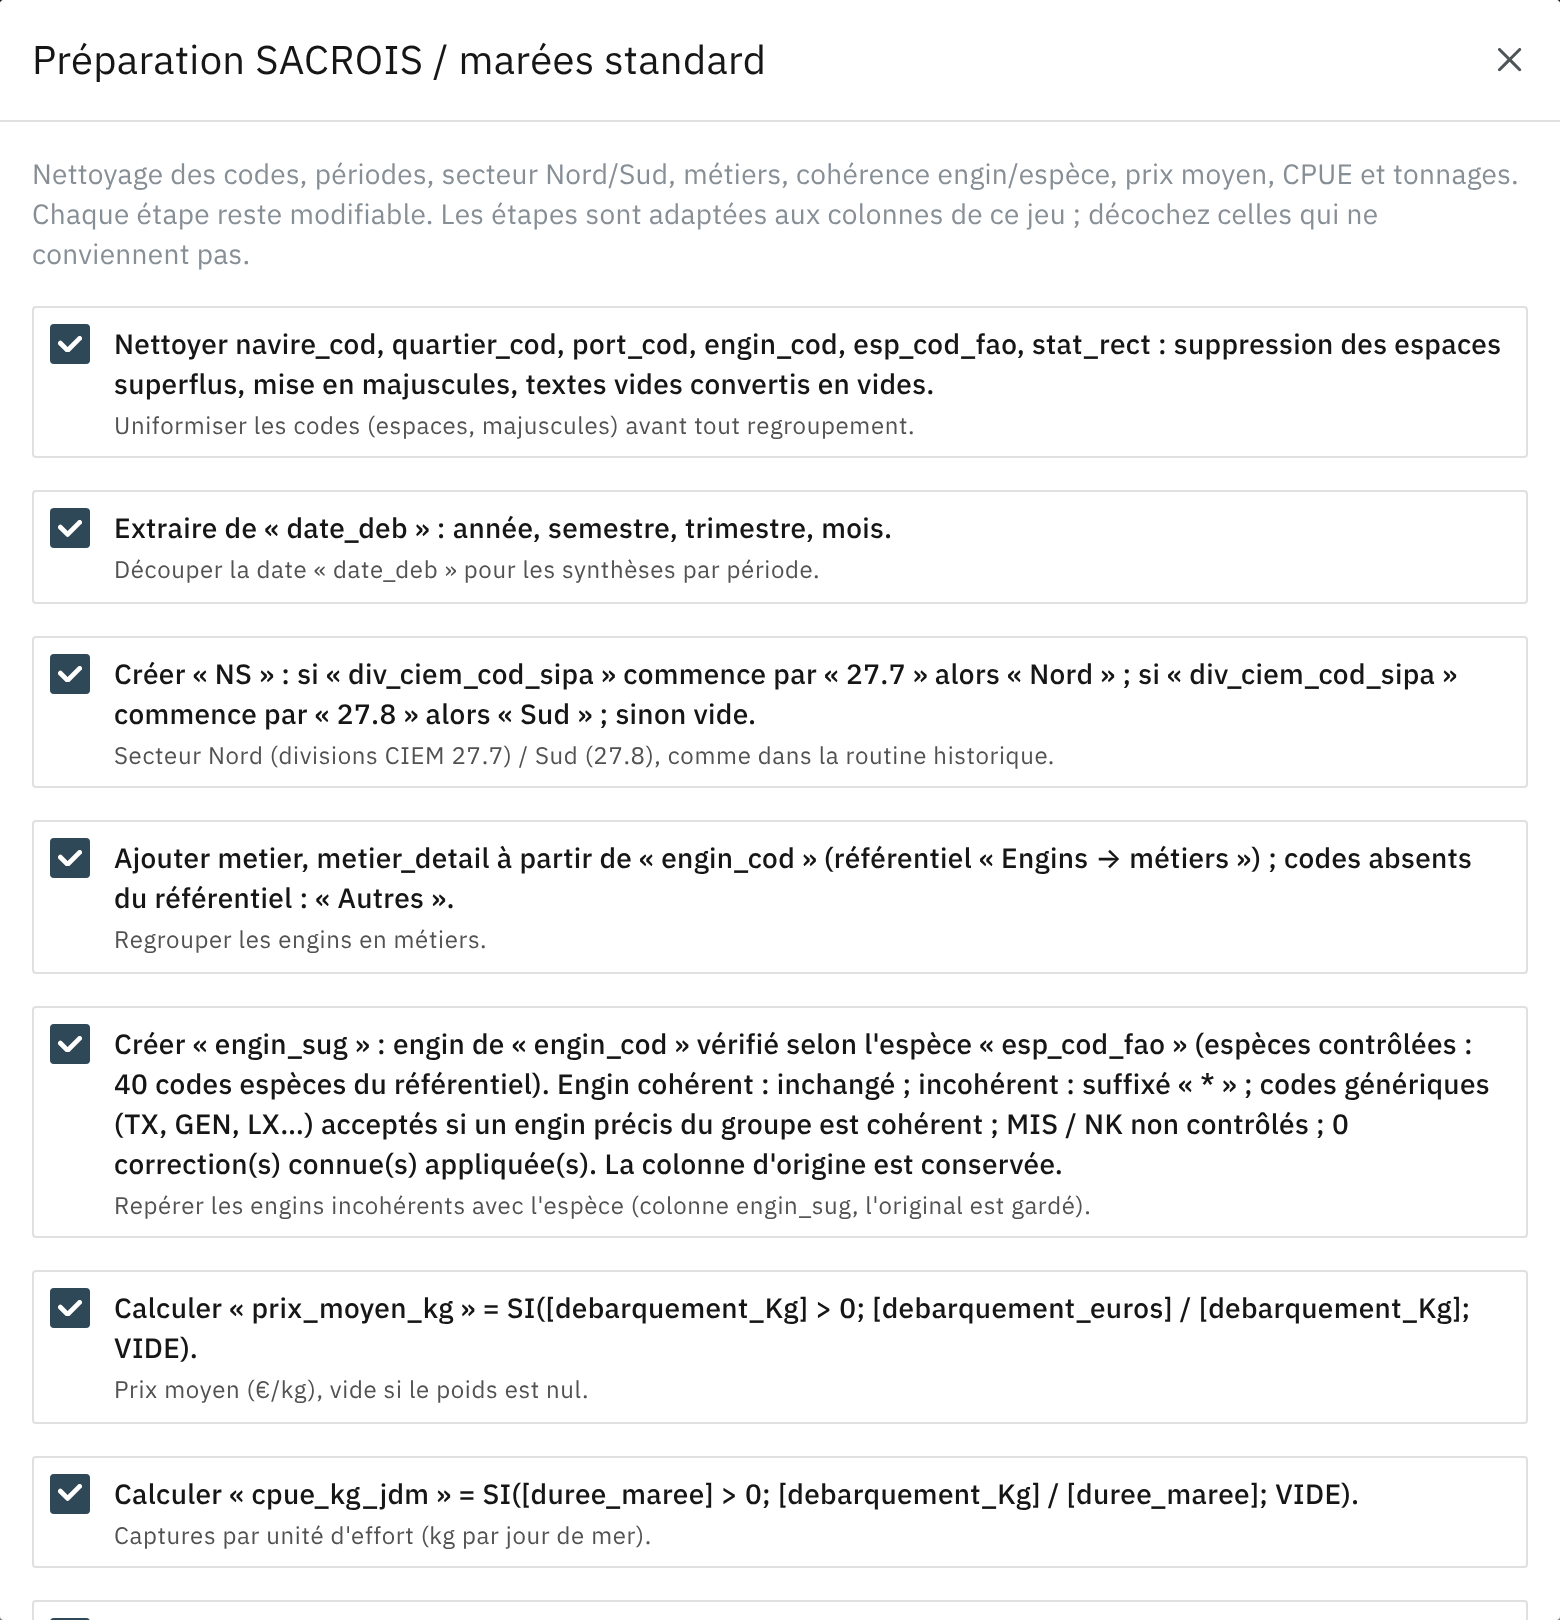 Préparation SACROIS / marées standard
Nettoyage des codes, périodes, secteur Nord/Sud, métiers, cohérence engin/espèce, prix moyen, CPUE et tonnages.
Chaque étape reste modifiable. Les étapes sont adaptées aux colonnes de ce jeu ; décochez celles qui ne
conviennent pas.
Nettoyer navire_cod, quartier_cod, port_cod, engin_cod, esp_cod_fao, stat_rect : suppression des espaces
superflus, mise en majuscules, textes vides convertis en vides.
Uniformiser les codes (espaces, majuscules) avant tout regroupement.
Extraire de « date_deb » : année, semestre, trimestre, mois.
Découper la date « date_deb » pour les synthèses par période.
Créer « NS » : si « div_ciem_cod_sipa » commence par « 27.7 » alors « Nord » ; si « div_ciem_cod_sipa »
commence par « 27.8 » alors « Sud » ; sinon vide.
Secteur Nord (divisions CIEM 27.7) / Sud (27.8), comme dans la routine historique.
Ajouter metier, metier_detail à partir de « engin_cod » (référentiel « Engins → métiers ») ; codes absents
du référentiel : « Autres ».
Regrouper les engins en métiers.
Créer « engin_sug » : engin de « engin_cod » vérifié selon l'espèce « esp_cod_fao » (espèces contrôlées :
40 codes espèces du référentiel). Engin cohérent : inchangé ; incohérent : suffixé « * » ; codes génériques
(TX, GEN, LX…) acceptés si un engin précis du groupe est cohérent ; MIS / NK non contrôlés ; 0
correction(s) connue(s) appliquée(s). La colonne d'origine est conservée.
Repérer les engins incohérents avec l'espèce (colonne engin_sug, l'original est gardé).
Calculer « prix_moyen_kg » = SI([debarquement_Kg] > 0; [debarquement_euros] / [debarquement_Kg];
VIDE).
Prix moyen (€/kg), vide si le poids est nul.
Calculer « cpue_kg_jdm » = SI([duree_maree] > 0; [debarquement_Kg] / [duree_maree]; VIDE).
Captures par unité d'effort (kg par jour de mer).